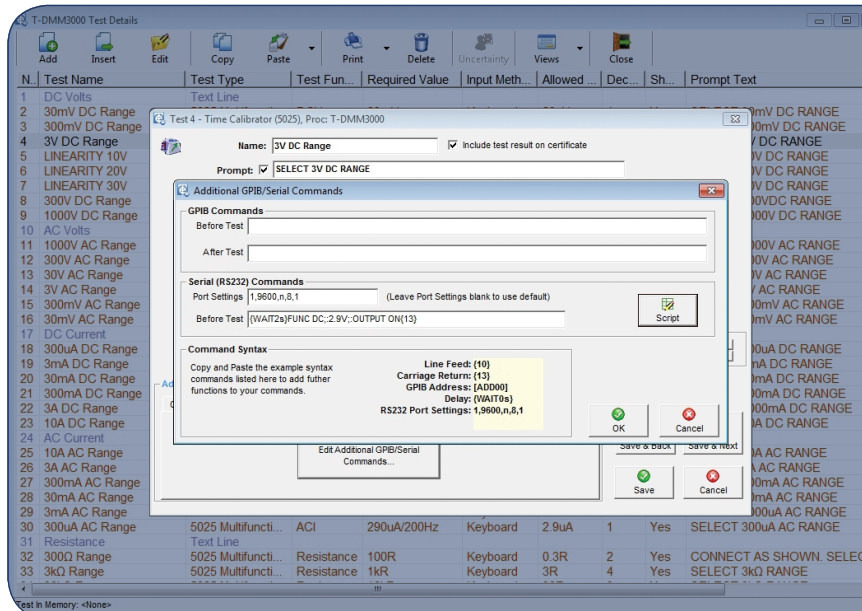 T-DMM3000 Test Details
Add Insert Edit Copy Paste Print Delete Uncertainty Views Close
N.. Test Name Test Type Test Fun... Required Value Input Meth... Allowed ... Dec... Sh... Prompt Text
1 DC Volts Text Line
2 30mV DC Range
3 300mV DC Range
4 3V DC Range
5 LINEARITY 10V
6 LINEARITY 20V
7 LINEARITY 30V
8 300V DC Range
9 1000V DC Range
10 AC Volts
11 1000V AC Range
12 300V AC Range
13 30V AC Range
14 3V AC Range
15 300mV AC Range
16 30mV AC Range
17 DC Current
18 300uA DC Range
19 3mA DC Range
20 30mA DC Range
21 300mA DC Range
22 3A DC Range
23 10A DC Range
24 AC Current
25 10A AC Range
26 3A AC Range
27 300mA AC Range
28 30mA AC Range
29 3mA AC Range
30 300uA AC Range 5025 Multifuncti... ACI 290uA/200Hz Keyboard 2.9uA 1 Yes SELECT 300uA AC RANGE
31 Resistance Text Line
32 300Ω Range 5025 Multifuncti... Resistance 100R Keyboard 0.3R 2 Yes CONNECT AS SHOWN. SELEC
33 3kΩ Range 5025 Multifuncti... Resistance 1kR Keyboard 3R 4 Yes SELECT 3kΩ RANGE
Test in Memory: <None>
Test 4 - Time Calibrator (5025), Proc: T-DMM3000
Name: 3V DC Range Include test result on certificate
Prompt: SELECT 3V DC RANGE
Additional GPIB/Serial Commands
GPIB Commands
Before Test
After Test
Serial (RS232) Commands
Port Settings 1,9600,n,8,1 (Leave Port Settings blank to use default)
Before Test {WAIT2s}FUNC DC;:2.9V;:OUTPUT ON{13}
Script
Command Syntax
Copy and Paste the example syntax
commands listed here to add futher
functions to your commands.
Line Feed: {10}
Carriage Return: {13}
GPIB Address: [ADD00]
Delay: {WAIT0s}
RS232 Port Settings: 1,9600,n,8,1
OK Cancel
Edit Additional GPIB/Serial
Commands...
Save & Back Save & Next
Save Cancel